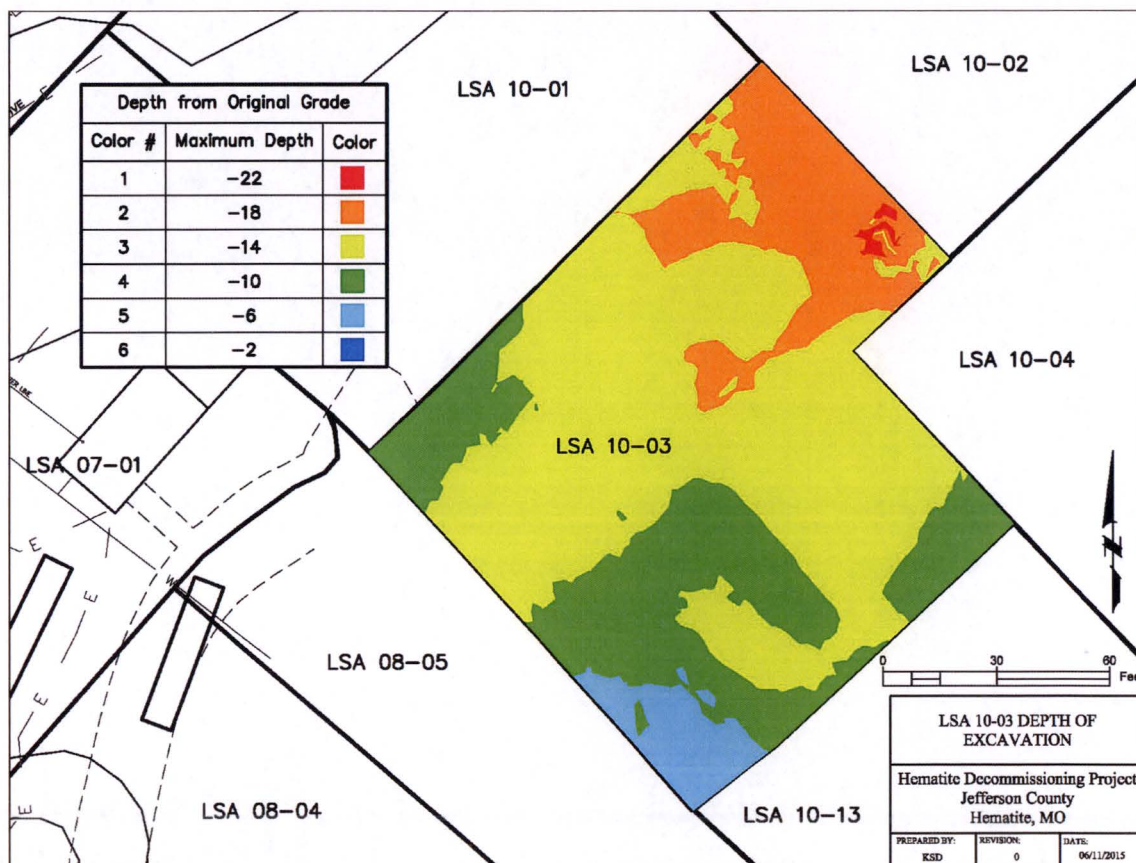 LSA 10-01
LSA 10-02
Depth from Original Grade
Color # Maximum Depth Color
1 -22
2 -18
3 -14
4 -10
5 -6
6 -2
LSA 10-04
LSA 10-03
LSA 07-01
E
E
E
E
E
E
W
LSA 08-05
LSA 08-04
LSA 10-13
N
0 30 60
LSA 10-03 DEPTH OF
EXCAVATION
Hematite Decommissioning Project
Jefferson County
Hematite, MO
PREPARED BY: REVISION: DATE:
KSD 0 06/11/2015